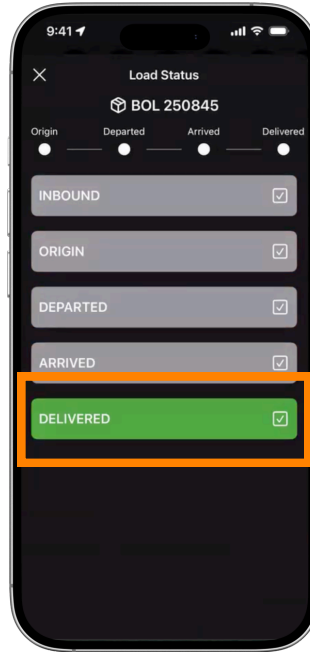 9:41
Load Status
BOL 250845
Origin Departed Arrived Delivered
INBOUND
ORIGIN
DEPARTED
ARRIVED
DELIVERED